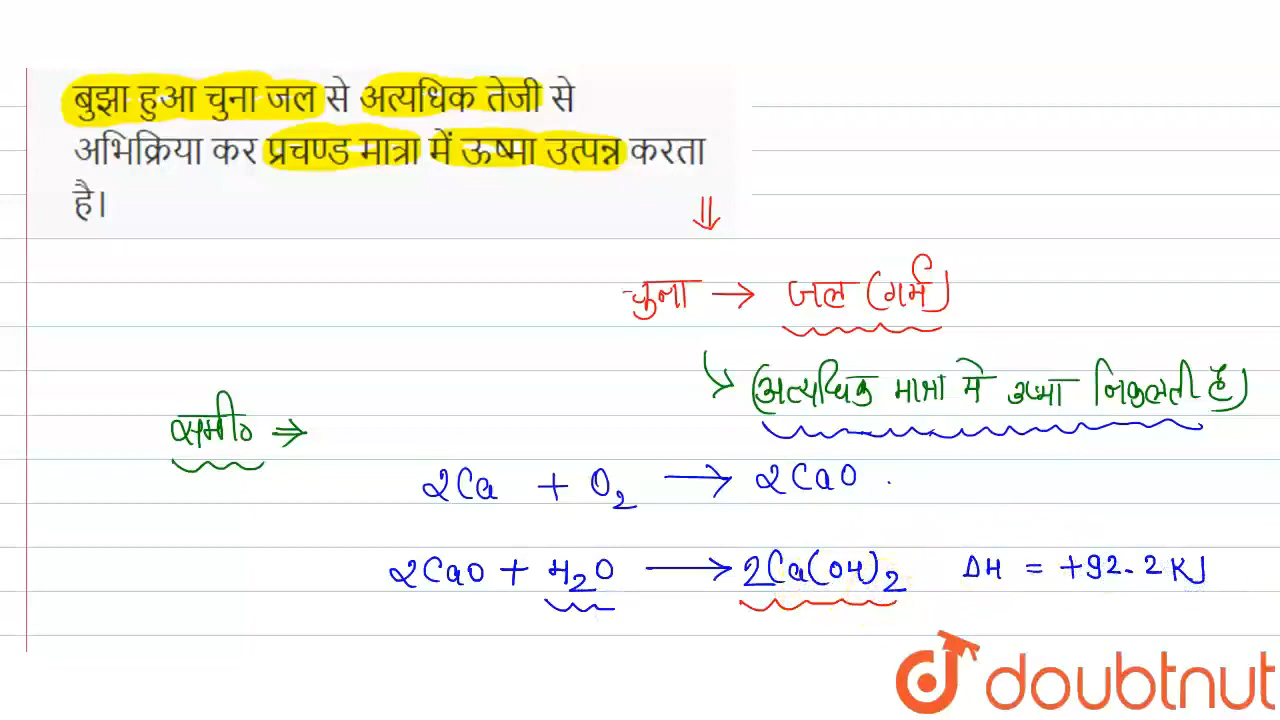 बुझा हुआ चुना जल से अत्यधिक तेजी से
अभिक्रिया कर प्रचण्ड मात्रा में ऊष्मा उत्पन्न करता
है।
चुना → जल (गर्म)
(अत्यधिक मात्रा में उष्मा निकलती है)
समी० →
2Ca + O₂ → 2CaO
2CaO + H₂O → 2Ca(OH)₂ ΔH = +92.2 KJ
doubtnut